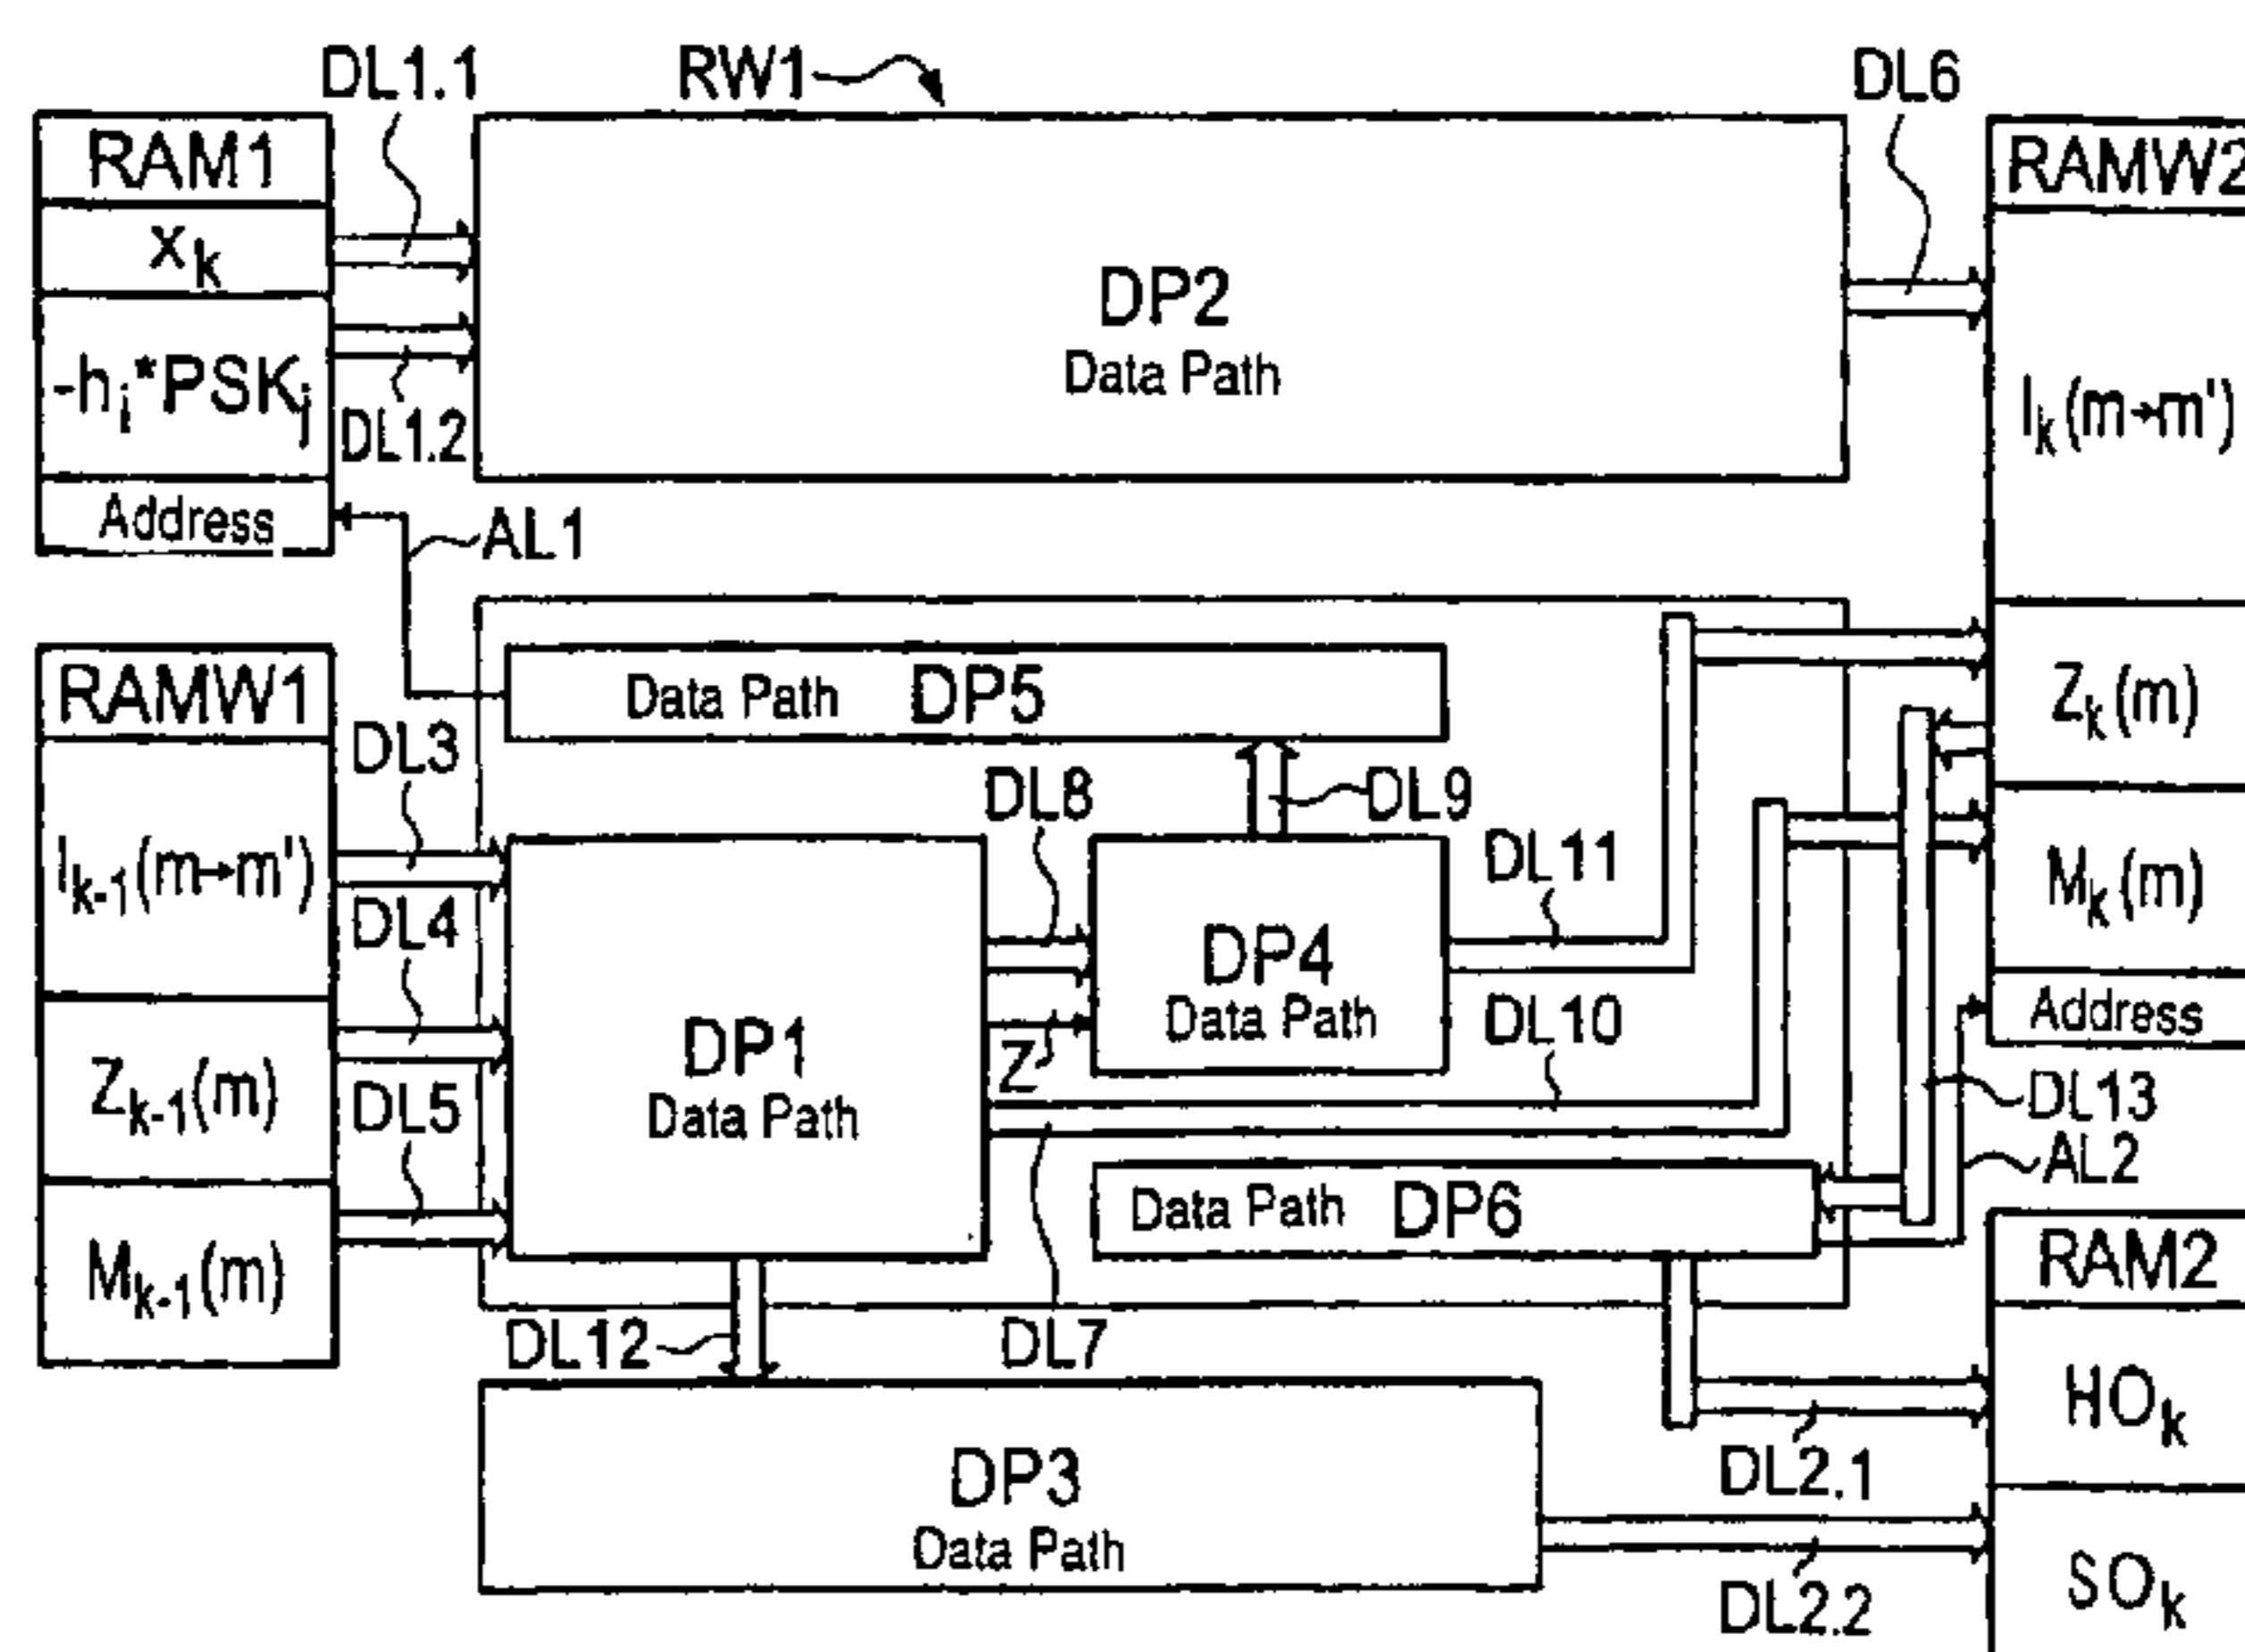 DL1.1
RW1
DL6
RAM1
x_k
-h_i*PSK_j
DL1.2
Address
AL1
DP2
Data Path
RAMW2
I_k(m→m')
Z_k(m)
M_k(m)
Address
RAMW1
I_k-1(m→m')
Z_k-1(m)
M_k-1(m)
DL3
DL4
DL5
Data Path DP5
DL8
DL9
DP1
Data Path
Z
DP4
Data Path
DL11
DL10
DL13
AL2
Data Path DP6
DL12
DL7
DP3
Data Path
DL2.1
DL2.2
RAM2
HO_k
SO_k